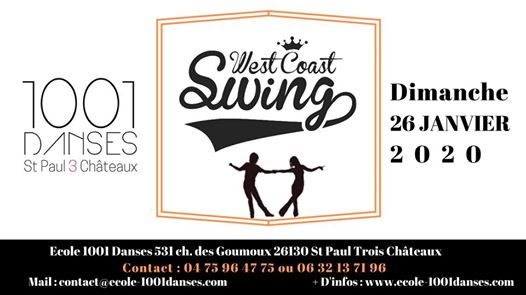 1001
DANSES
St Paul 3 Châteaux
West Coast
Swing
Dimanche
26 JANVIER
2020
Ecole 1001 Danses 531 ch. des Goumoux 26130 St Paul Trois Châteaux
Contact : 04 75 96 47 75 ou 06 32 13 71 96
Mail : contact@ecole-1001danses.com
+ D'infos : www.ecole-1001danses.com